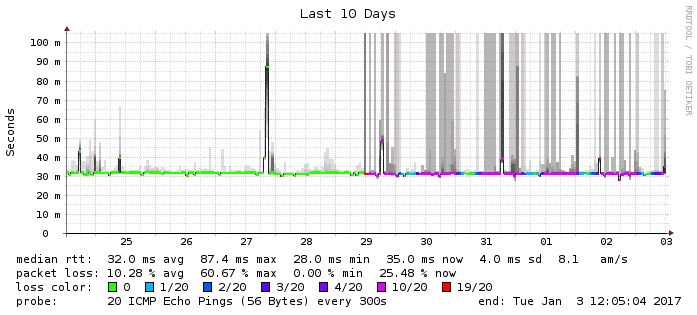 Last 10 Days
RRDTOOL / TOBI OETIKER
Seconds
100 m
90 m
80 m
70 m
60 m
50 m
40 m
30 m
20 m
10 m
0
25 26 27 28 29 30 31 01 02 03
median rtt: 32.0 ms avg 87.4 ms max 28.0 ms min 35.0 ms now 4.0 ms sd 8.1 am/s
packet loss: 10.28 % avg 60.67 % max 0.00 % min 25.48 % now
loss color: 0 1/20 2/20 3/20 4/20 10/20 19/20
probe: 20 ICMP Echo Pings (56 Bytes) every 300s end: Tue Jan 3 12:05:04 2017